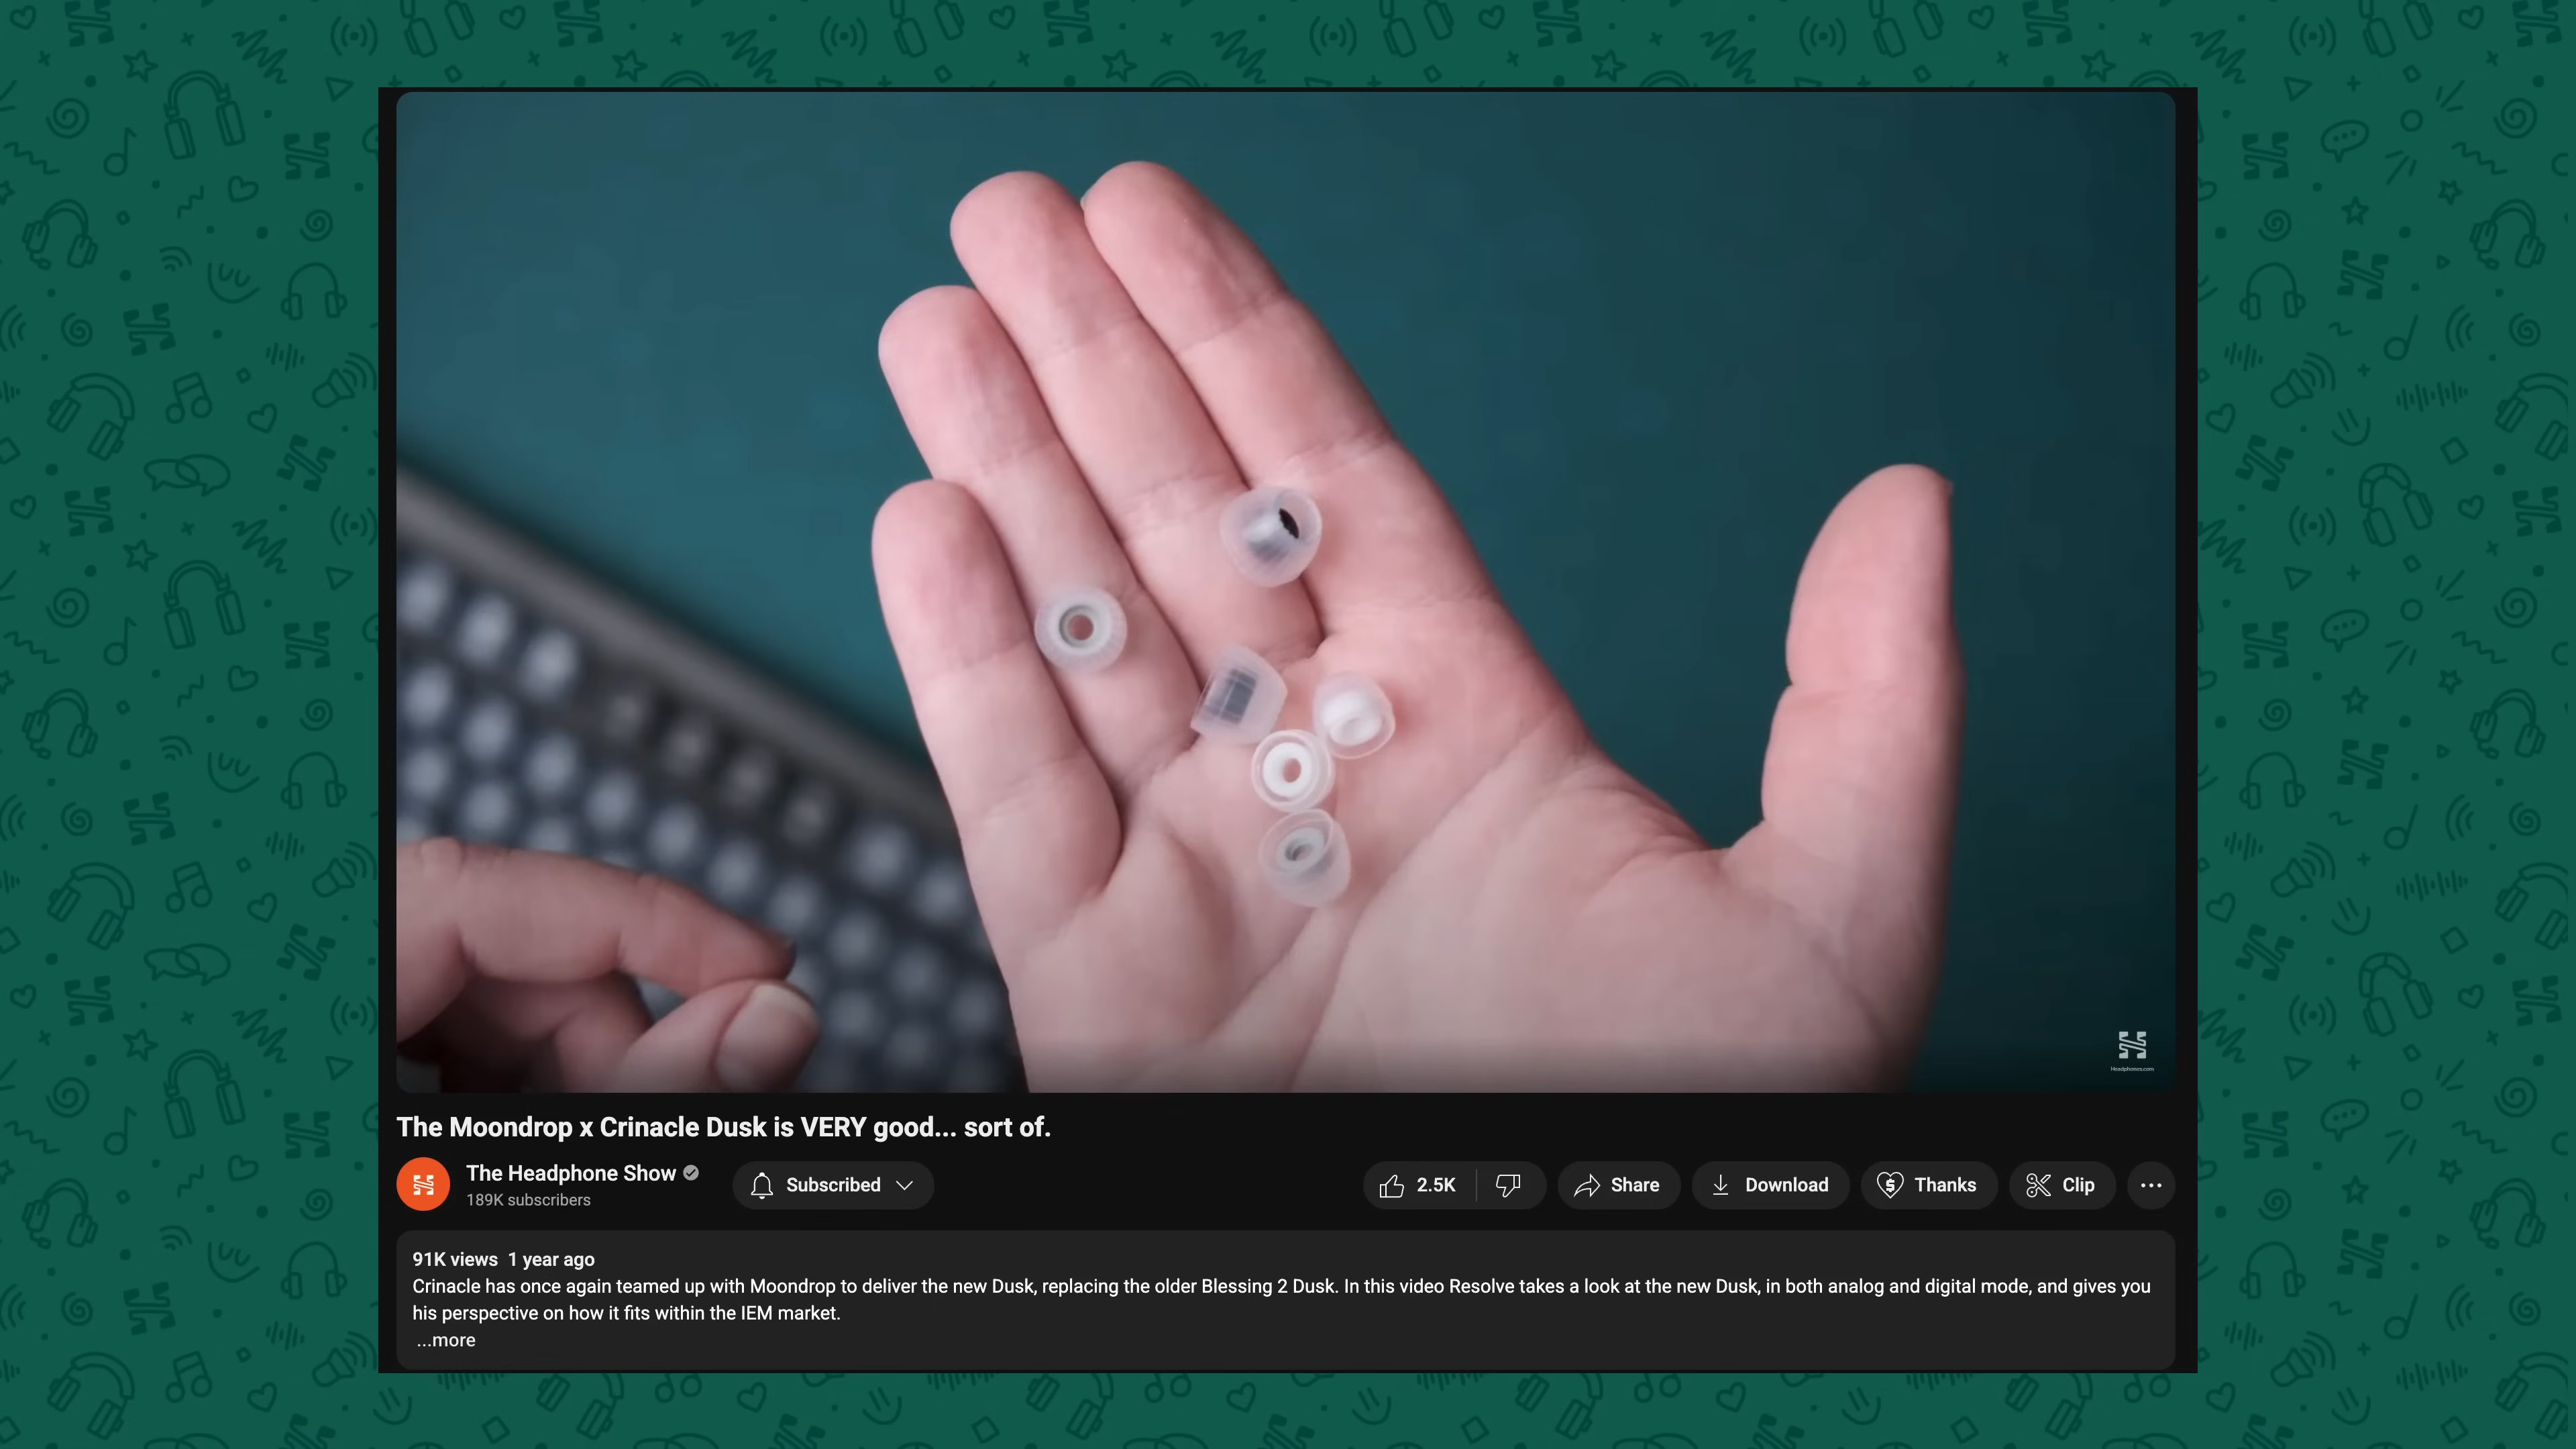 Headphones.com
The Moondrop x Crinacle Dusk is VERY good... sort of.
The Headphone Show
189K subscribers
Subscribed
2.5K
Share
Download
Thanks
Clip
91K views 1 year ago
Crinacle has once again teamed up with Moondrop to deliver the new Dusk, replacing the older Blessing 2 Dusk. In this video Resolve takes a look at the new Dusk, in both analog and digital mode, and gives you
his perspective on how it fits within the IEM market.
...more